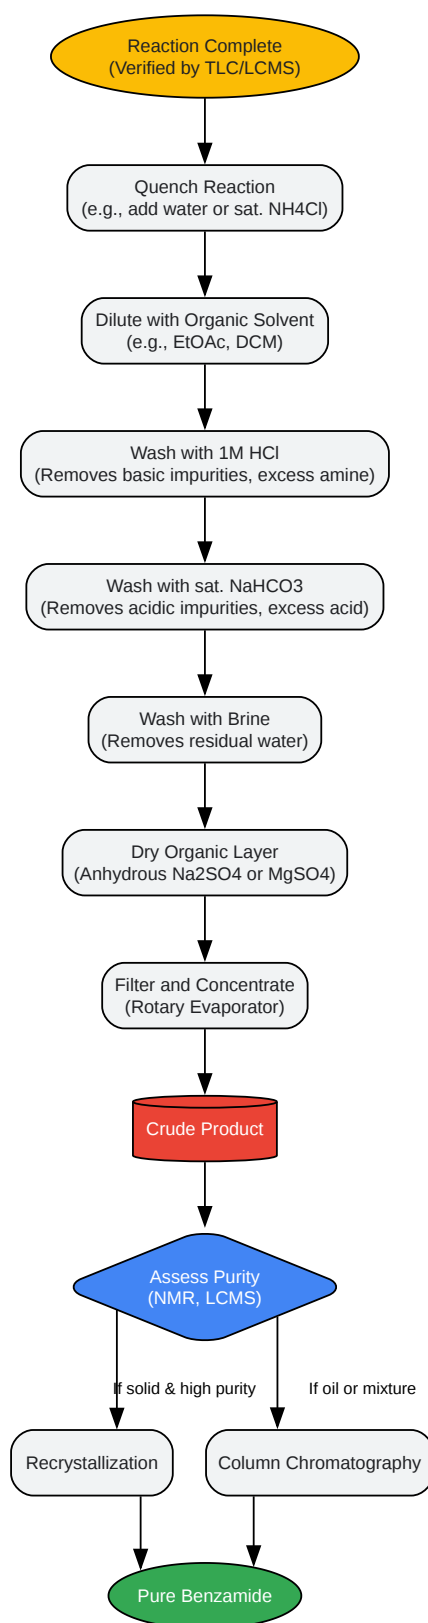 Reaction Complete
(Verified by TLC/LCMS)
Quench Reaction
(e.g., add water or sat. NH4Cl)
Dilute with Organic Solvent
(e.g., EtOAc, DCM)
Wash with 1M HCl
(Removes basic impurities, excess amine)
Wash with sat. NaHCO3
(Removes acidic impurities, excess acid)
Wash with Brine
(Removes residual water)
Dry Organic Layer
(Anhydrous Na2SO4 or MgSO4)
Filter and Concentrate
(Rotary Evaporator)
Crude Product
Assess Purity
(NMR, LCMS)
If solid & high purity
If oil or mixture
Recrystallization
Column Chromatography
Pure Benzamide